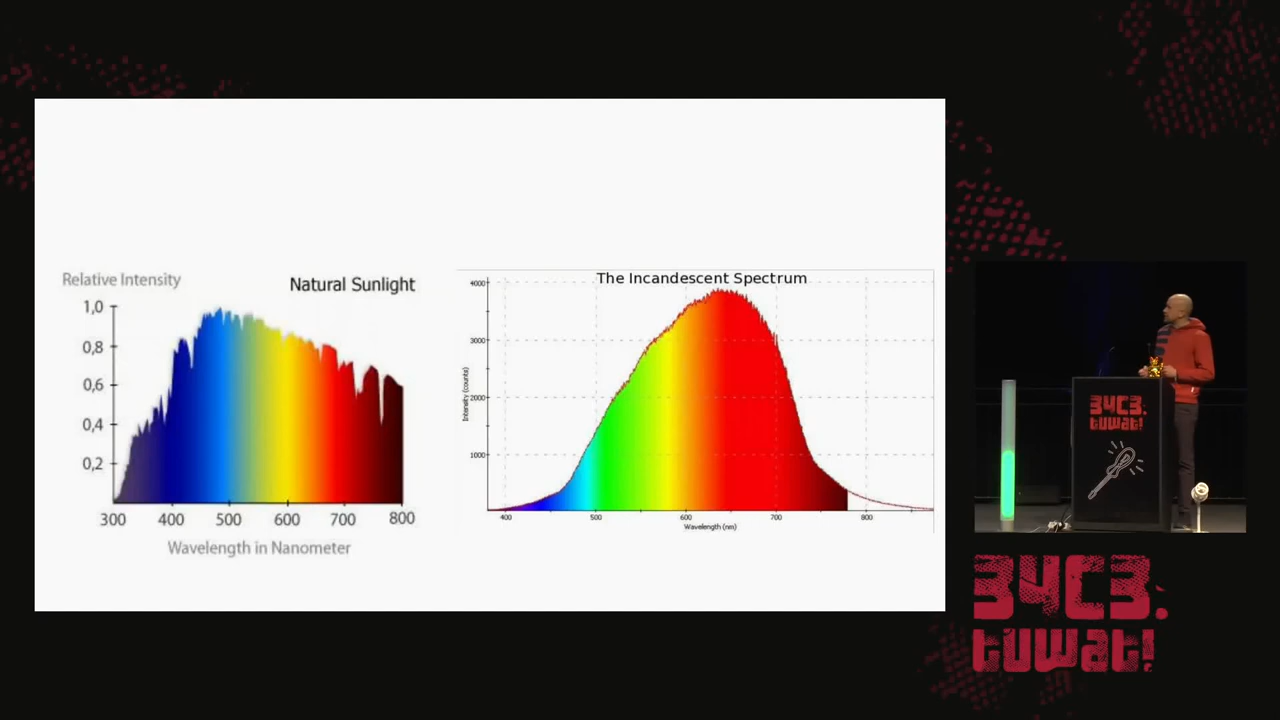 Relative Intensity
Natural Sunlight
1,0
0,8
0,6
0,4
0,2
300 400 500 600 700 800
Wavelength in Nanometer
The Incandescent Spectrum
4000
3000
2000
1000
Intensity (counts)
400 500 600 700 800
Wavelength (nm)
34C3.
tuwat!
34C3.
tuwat!